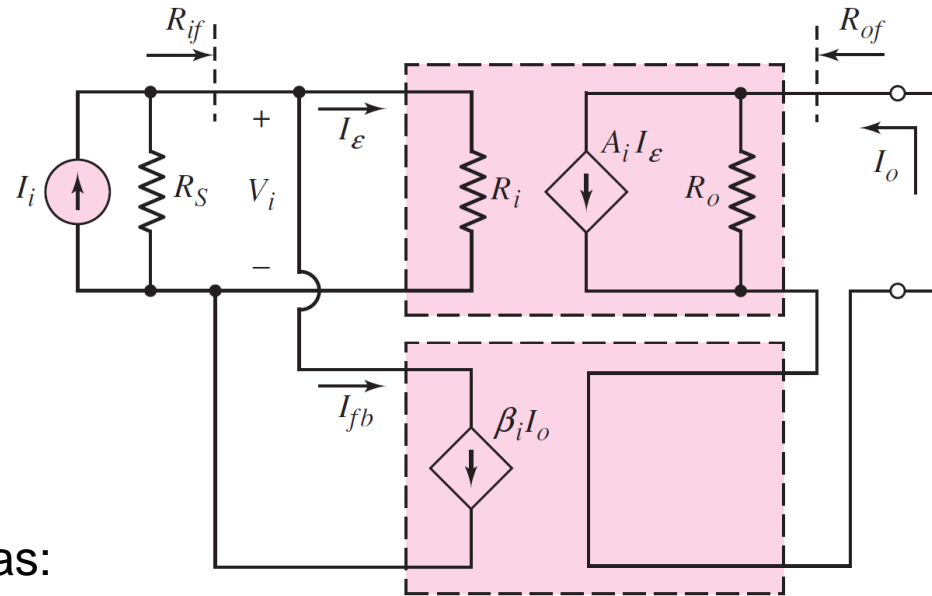 R_if
R_of
+
I_ε
I_i
R_S
V_i
R_i
A_i I_ε
R_o
I_o
−
I_fb
β_i I_o
as: